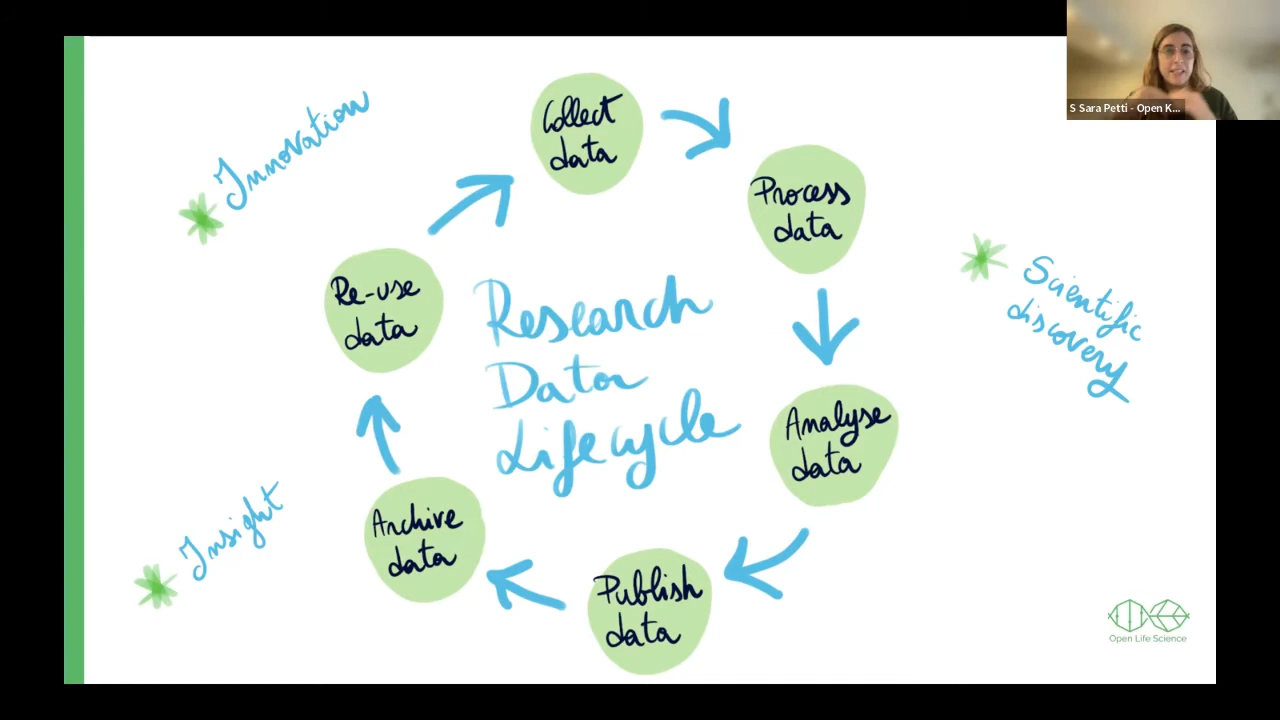 S Sara Petti - Open K...
Innovation
Collect
data
Process
data
Re-use
data
Research
Data
Lifecycle
Scientific
discovery
Analyse
data
Insight
Archive
data
Publish
data
Open Life Science